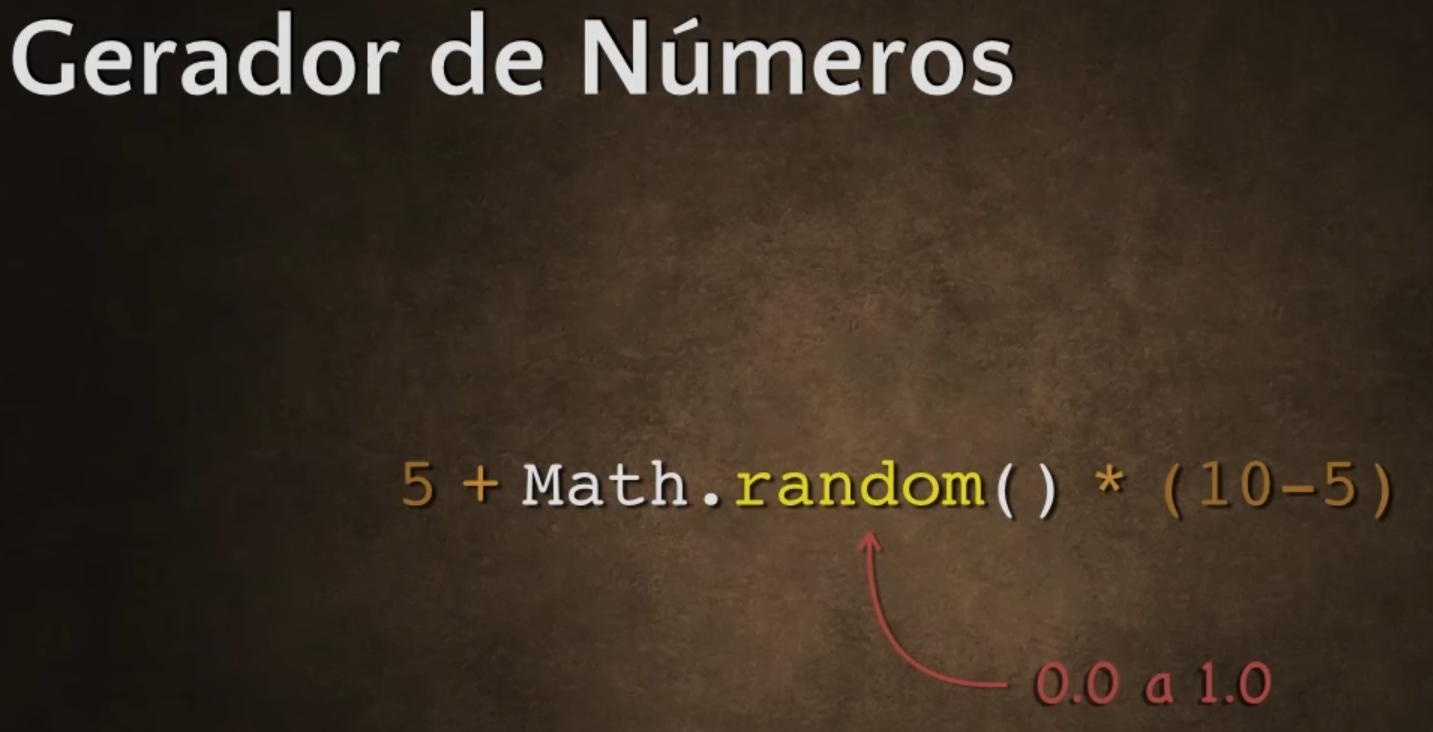 Gerador de Números
5 + Math.random() * (10-5)
0.0 a 1.0